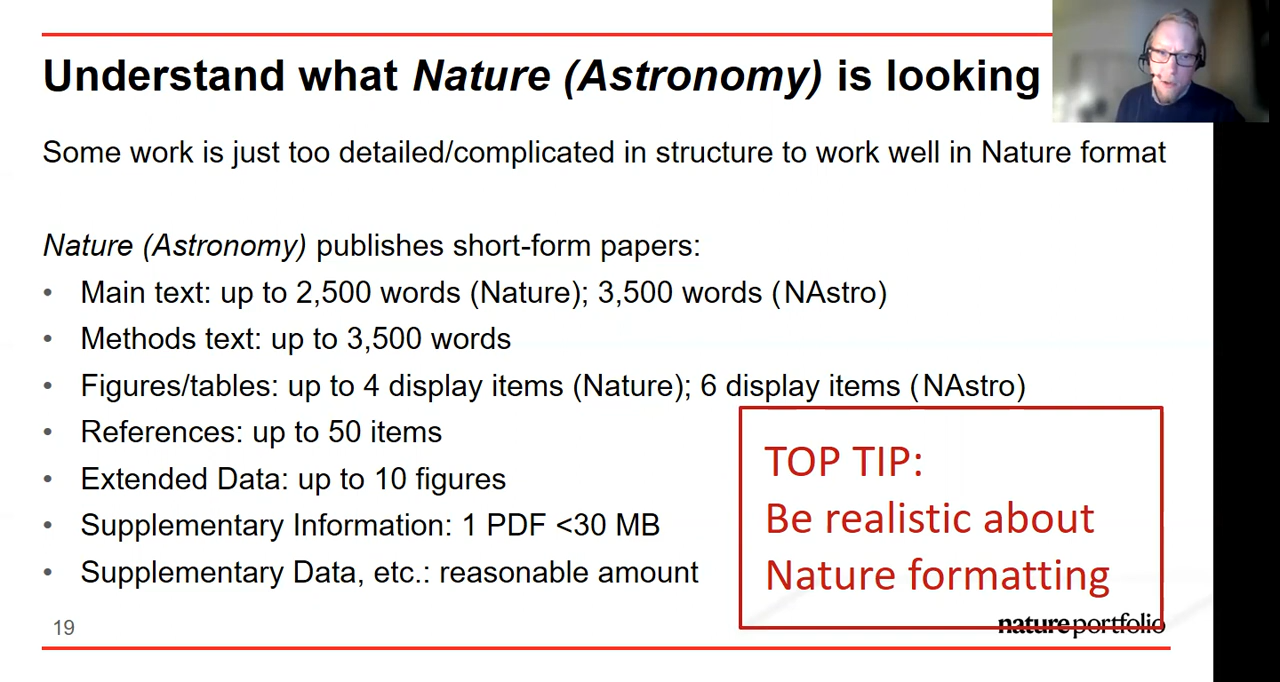 Understand what Nature (Astronomy) is looking
Some work is just too detailed/complicated in structure to work well in Nature format
Nature (Astronomy) publishes short-form papers:
• Main text: up to 2,500 words (Nature); 3,500 words (NAstro)
• Methods text: up to 3,500 words
• Figures/tables: up to 4 display items (Nature); 6 display items (NAstro)
• References: up to 50 items
• Extended Data: up to 10 figures
• Supplementary Information: 1 PDF <30 MB
• Supplementary Data, etc.: reasonable amount
TOP TIP:
Be realistic about
Nature formatting
19
natureportfolio